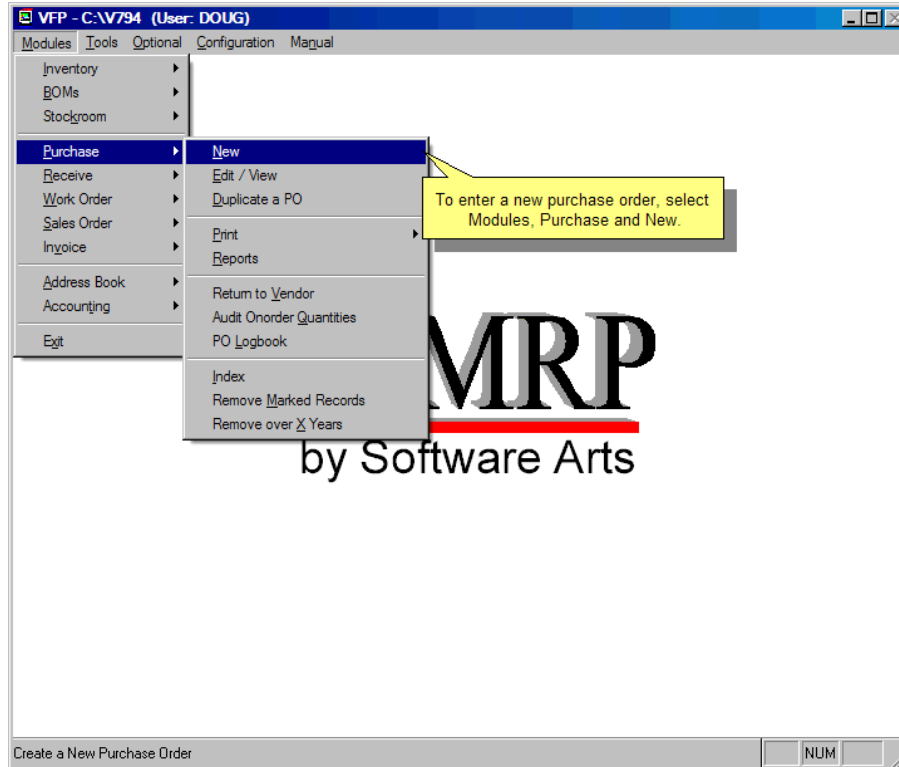 VFP - C:\V794 (User: DOUG)
Modules Tools Optional Configuration Manual
Inventory
BOMs
Stockroom
Purchase
Receive
Work Order
Sales Order
Invoice
Address Book
Accounting
Exit
New
Edit / View
Duplicate a PO
Print
Reports
Return to Vendor
Audit Onorder Quantities
PO Logbook
Index
Remove Marked Records
Remove over X Years
To enter a new purchase order, select
Modules, Purchase and New.
MRP
by Software Arts
Create a New Purchase Order
NUM